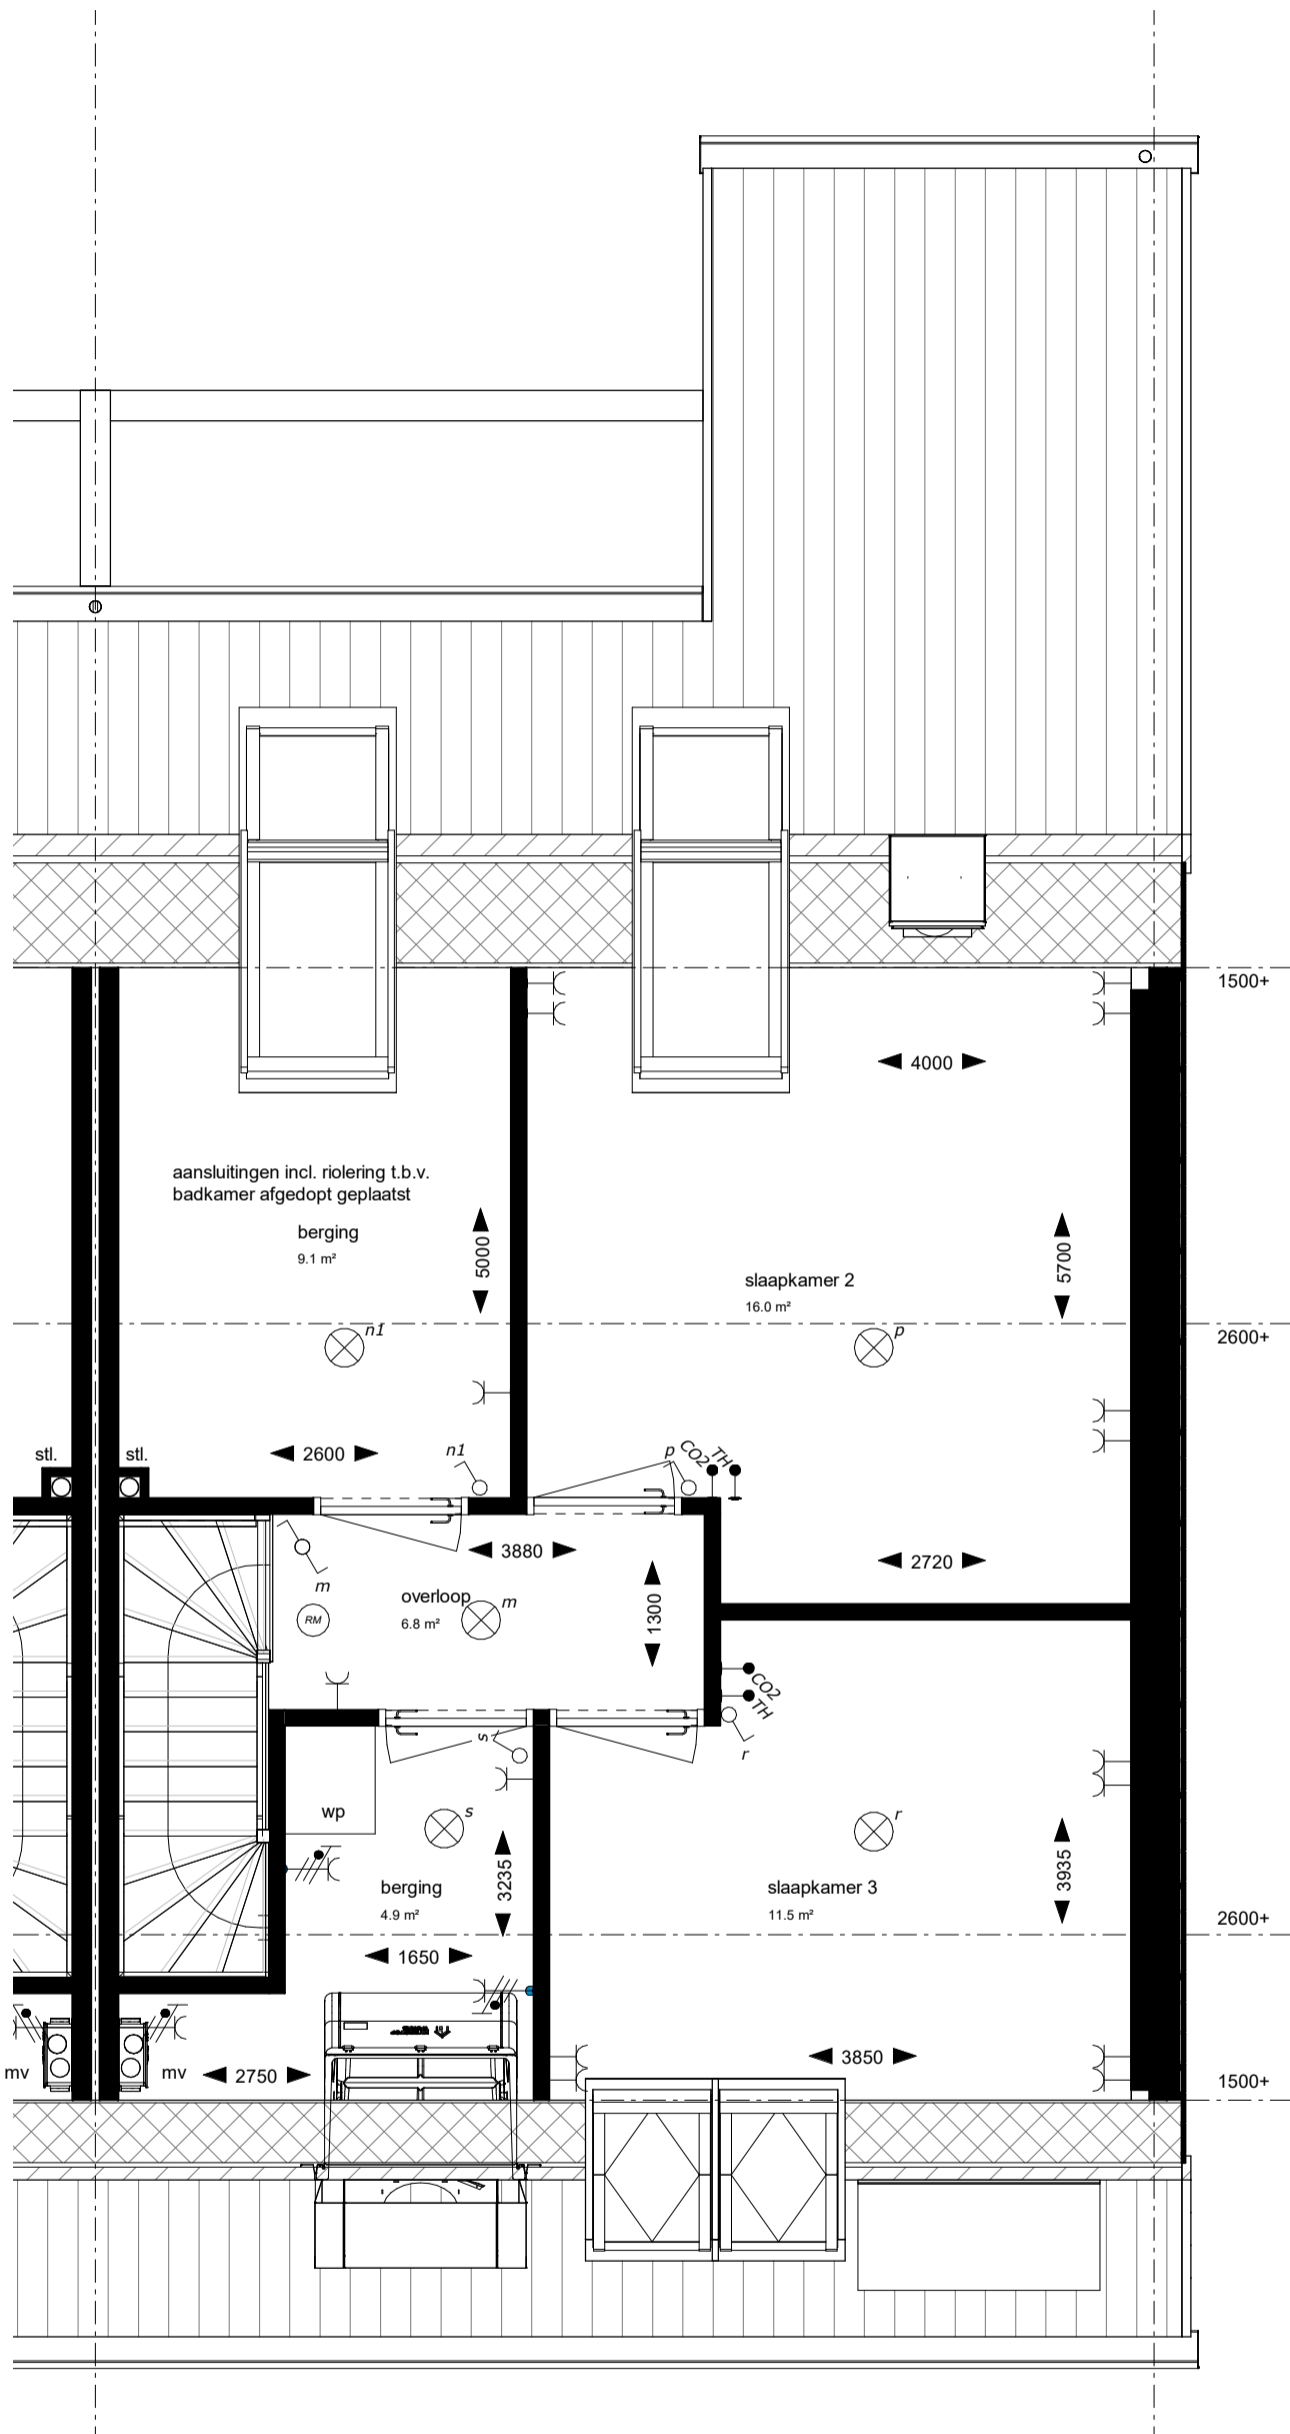 1500+
4000
aansluitingen incl. riolering t.b.v.
badkamer afgedopt geplaatst
berging
9.1 m²
5000
5700
slaapkamer 2
16.0 m²
2600+
n1
p
stl.
stl.
2600
n1
p
CO2
TH
3880
2720
m
overloop
6.8 m²
m
RM
1300
CO2
TH
r
s
wp
s
r
berging
4.9 m²
3235
slaapkamer 3
11.5 m²
3935
2600+
1650
mv
mv
2750
3850
1500+